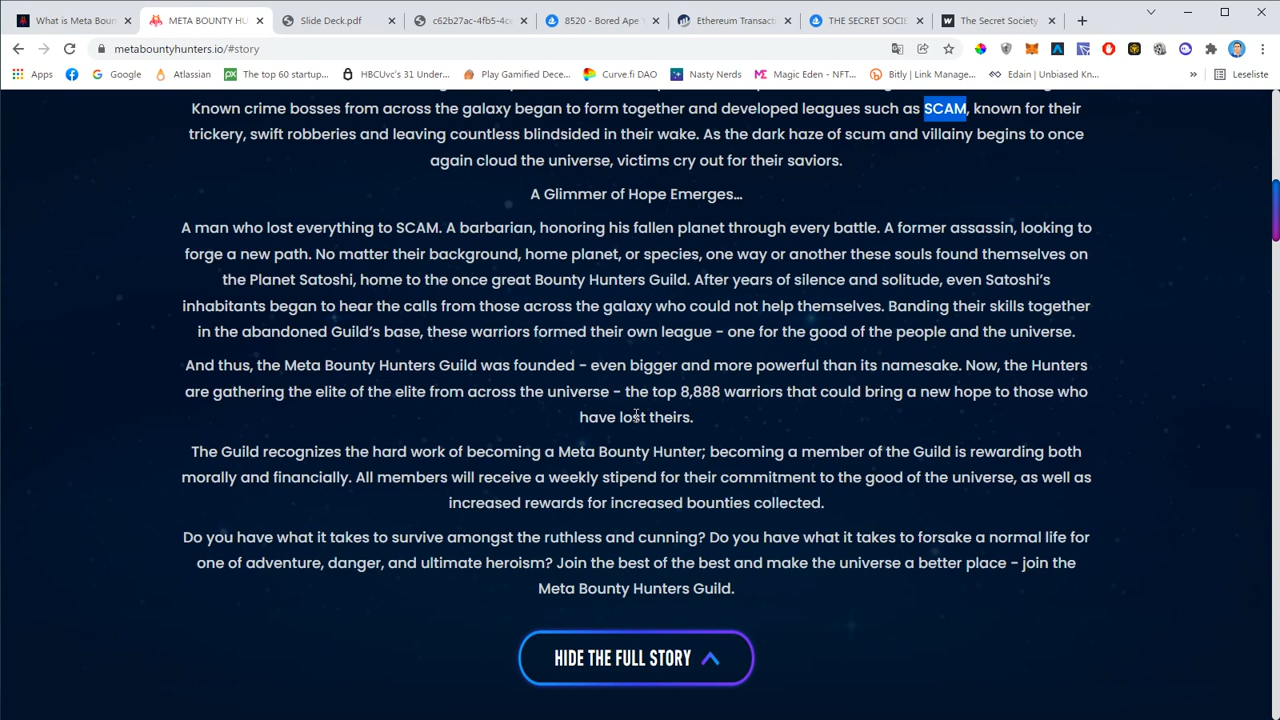 What is Meta Boun
META BOUNTY HU
Slide Deck.pdf
c62b27ac-4fb5-4ce
8520 - Bored Ape Y
Ethereum Transact
THE SECRET SOCIE
The Secret Society
metabountyhunters.io/#story
Apps
Google
Atlassian
The top 60 startup...
HBCUvc's 31 Under...
Play Gamified Dece...
Curve.fi DAO
Nasty Nerds
Magic Eden - NFT...
Bitly | Link Manage...
Edain | Unbiased Kn...
»
Leseliste
Known crime bosses from across the galaxy began to form together and developed leagues such as SCAM, known for their
trickery, swift robberies and leaving countless blindsided in their wake. As the dark haze of scum and villainy begins to once
again cloud the universe, victims cry out for their saviors.
A Glimmer of Hope Emerges…
A man who lost everything to SCAM. A barbarian, honoring his fallen planet through every battle. A former assassin, looking to
forge a new path. No matter their background, home planet, or species, one way or another these souls found themselves on
the Planet Satoshi, home to the once great Bounty Hunters Guild. After years of silence and solitude, even Satoshi's
inhabitants began to hear the calls from those across the galaxy who could not help themselves. Banding their skills together
in the abandoned Guild's base, these warriors formed their own league - one for the good of the people and the universe.
And thus, the Meta Bounty Hunters Guild was founded - even bigger and more powerful than its namesake. Now, the Hunters
are gathering the elite of the elite from across the universe - the top 8,888 warriors that could bring a new hope to those who
have lost theirs.
The Guild recognizes the hard work of becoming a Meta Bounty Hunter; becoming a member of the Guild is rewarding both
morally and financially. All members will receive a weekly stipend for their commitment to the good of the universe, as well as
increased rewards for increased bounties collected.
Do you have what it takes to survive amongst the ruthless and cunning? Do you have what it takes to forsake a normal life for
one of adventure, danger, and ultimate heroism? Join the best of the best and make the universe a better place - join the
Meta Bounty Hunters Guild.
HIDE THE FULL STORY